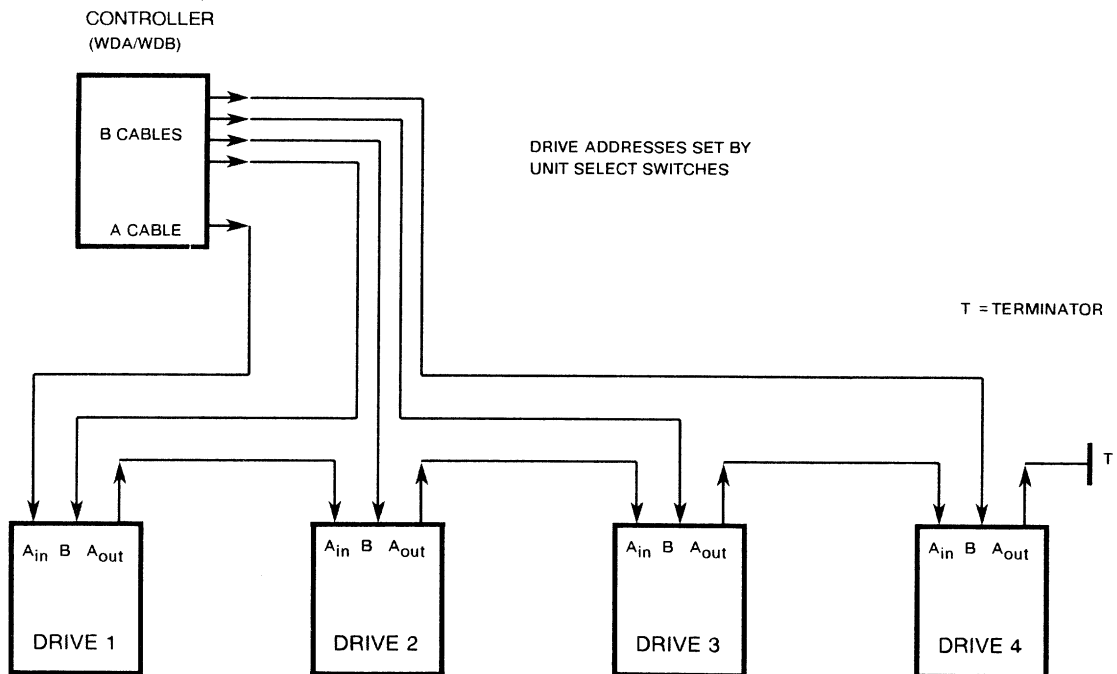 CONTROLLER
(WDA/WDB)
B CABLES
A CABLE
DRIVE ADDRESSES SET BY
UNIT SELECT SWITCHES
T = TERMINATOR
T
Ain B Aout
DRIVE 1
Ain B Aout
DRIVE 2
Ain B Aout
DRIVE 3
Ain B Aout
DRIVE 4